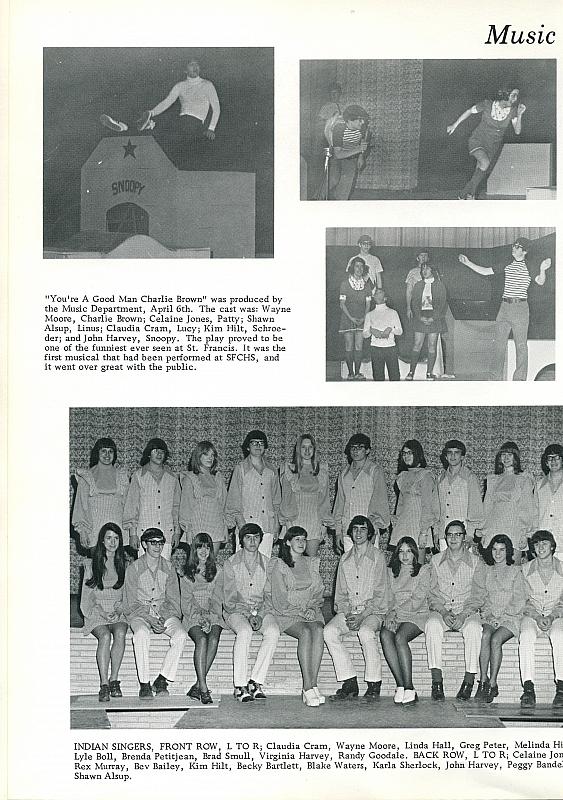 Music
SNOOPY
"You're A Good Man Charlie Brown" was produced by
the Music Department, April 6th. The cast was: Wayne
Moore, Charlie Brown; Celaine Jones, Patty; Shawn
Alsup, Linus; Claudia Cram, Lucy; Kim Hilt, Schroe-
der; and John Harvey, Snoopy. The play proved to be
one of the funniest ever seen at St. Francis. It was the
first musical that had been performed at SFCHS, and
it went over great with the public.
INDIAN SINGERS, FRONT ROW, L TO R; Claudia Cram, Wayne Moore, Linda Hall, Greg Peter, Melinda Hi
Lyle Boll, Brenda Petitjean, Brad Smull, Virginia Harvey, Randy Goodale. BACK ROW, L TO R; Celaine Jon
Rex Murray, Bev Bailey, Kim Hilt, Becky Bartlett, Blake Waters, Karla Sherlock, John Harvey, Peggy Bande
Shawn Alsup.